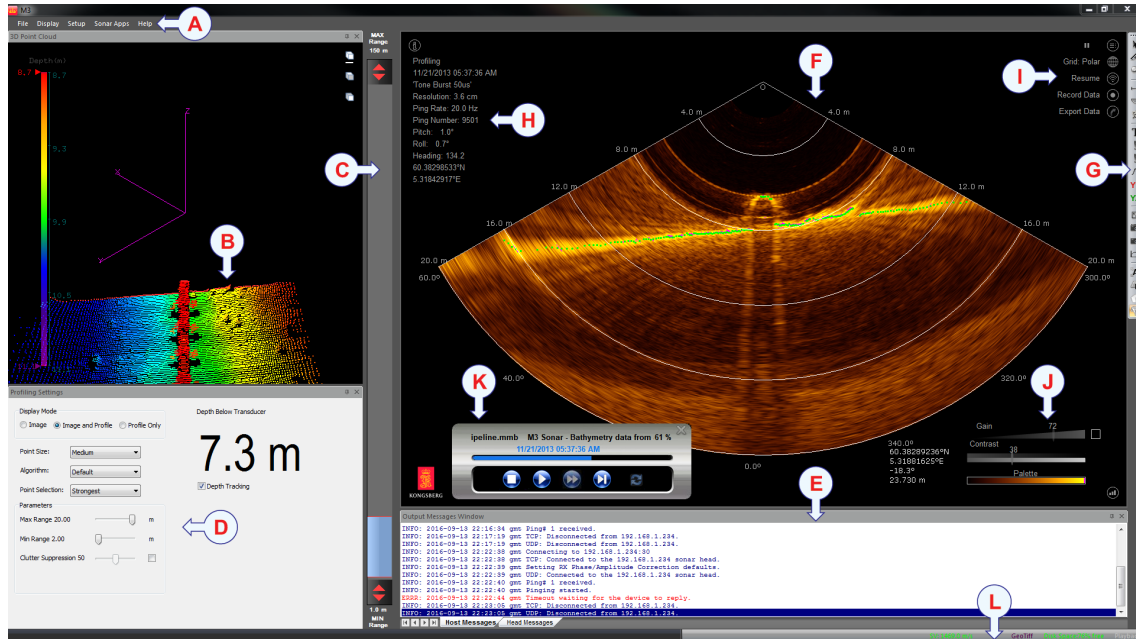 M3
File Display Setup Sonar Apps Help
A
3D Point Cloud
Depth(m)
8.7 8.7
9.3
9.9
10.5
Z
X
Y
B
MAX
Range
150 m
C
1.0 m
MIN
Range
Profiling
11/21/2013 05:37:36 AM
'Tone Burst 50us'
Resolution: 3.6 cm
Ping Rate: 20.0 Hz
Ping Number: 9501
Pitch: 1.0°
Roll: 0.7°
Heading: 134.2
60.38298533°N
5.31842917°E
H
F
I
Grid: Polar
Resume
Record Data
Export Data
G
4.0 m 4.0 m
8.0 m 8.0 m
12.0 m 12.0 m
16.0 m 16.0 m
20.0 m 20.0 m
60.0° 300.0°
40.0° 320.0°
340.0°
0.0°
60.38289236°N
5.31881625°E
-18.3°
23.730 m
J
Gain 72
Contrast
38
Palette
K
ipeline.mmb M3 Sonar - Bathymetry data from 61 %
11/21/2013 05:37:36 AM
KONGSBERG
Profiling Settings
Display Mode
Image Image and Profile Profile Only
Point Size: Medium
Algorithm: Default
Point Selection: Strongest
Parameters
Max Range 20.00 m
Min Range 2.00 m
Clutter Suppression 50
Depth Below Transducer
7.3 m
Depth Tracking
D
E
Output Messages Window
INFO: 2016-09-13 22:16:34 gmt Ping# 1 received.
INFO: 2016-09-13 22:17:19 gmt TCP: Disconnected from 192.168.1.234.
INFO: 2016-09-13 22:17:19 gmt UDP: Disconnected from 192.168.1.234.
INFO: 2016-09-13 22:22:38 gmt Connecting to 192.168.1.234:30
INFO: 2016-09-13 22:22:38 gmt TCP: Connected to the 192.168.1.234 sonar head.
INFO: 2016-09-13 22:22:39 gmt Setting RX Phase/Amplitude Correction defaults.
INFO: 2016-09-13 22:22:39 gmt UDP: Connected to the 192.168.1.234 sonar head.
INFO: 2016-09-13 22:22:40 gmt Ping# 1 received.
INFO: 2016-09-13 22:22:40 gmt Pinging started.
ERRR: 2016-09-13 22:22:44 gmt Timeout waiting for the device to reply.
INFO: 2016-09-13 22:23:05 gmt TCP: Disconnected from 192.168.1.234.
INFO: 2016-09-13 22:23:05 gmt UDP: Disconnected from 192.168.1.234.
Host Messages Head Messages
L
GeoTiff